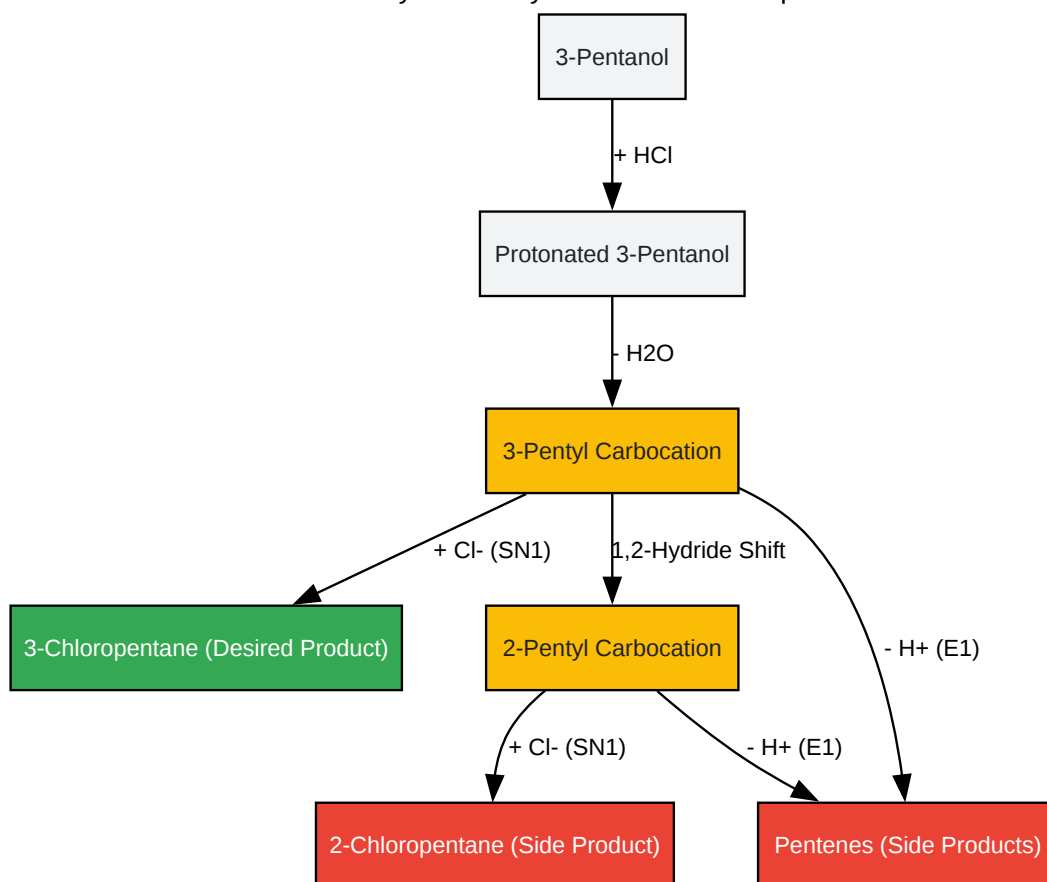 3-Pentanol
+ HCl
Protonated 3-Pentanol
- H2O
3-Pentyl Carbocation
+ Cl- (SN1)
1,2-Hydride Shift
- H+ (E1)
3-Chloropentane (Desired Product)
2-Pentyl Carbocation
+ Cl- (SN1)
- H+ (E1)
2-Chloropentane (Side Product)
Pentenes (Side Products)